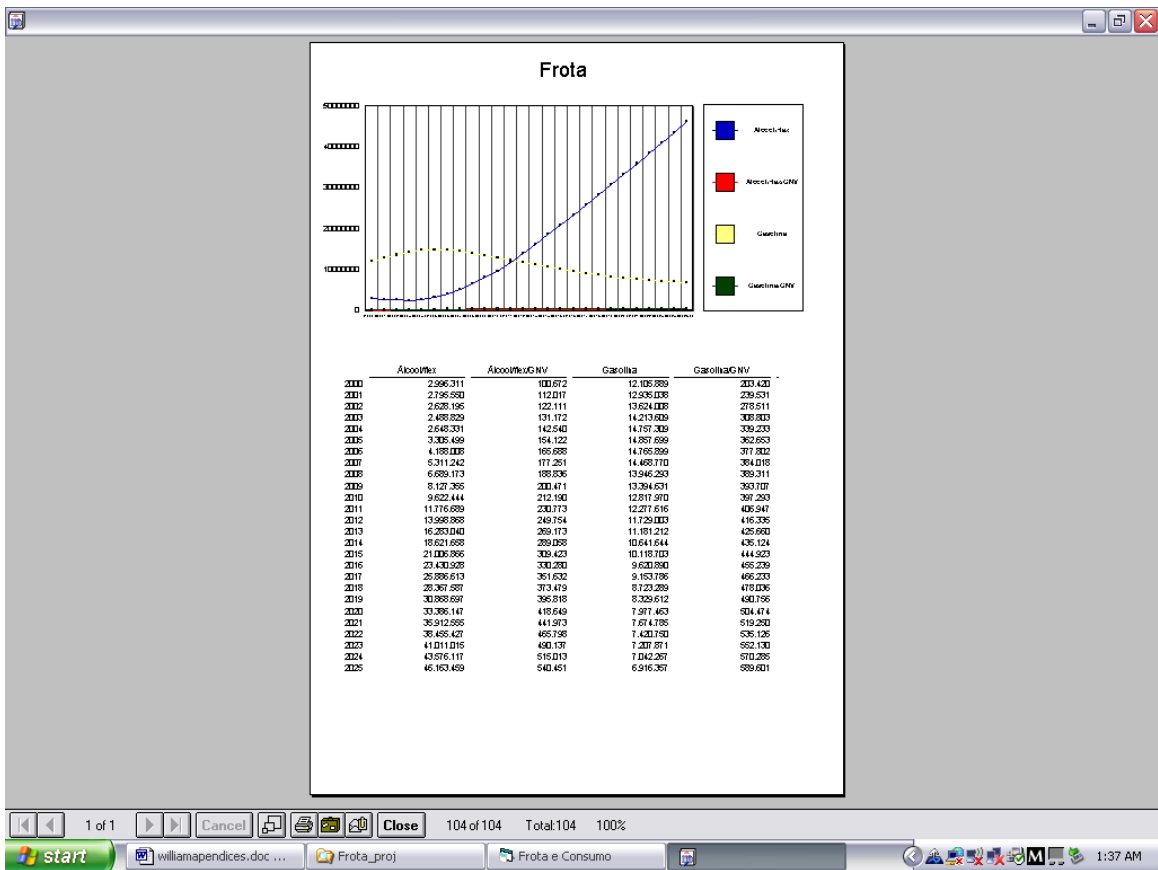 Frota
50000000
40000000
30000000
20000000
10000000
0
Álcool/flex
Álcool/flex/GNV
Gasolina
Gasolina/GNV
Álcool/flex Álcool/flex/GNV Gasolina Gasolina/GNV
2000 2.996.311 100.672 12.105.889 203.420
2001 2.795.550 112.017 12.935.038 239.531
2002 2.628.195 122.111 13.624.008 278.511
2003 2.488.829 131.172 14.213.609 308.803
2004 2.648.331 142.540 14.757.309 339.233
2005 3.305.499 154.122 14.857.699 362.653
2006 4.188.008 165.688 14.765.899 377.802
2007 5.311.242 177.251 14.468.770 384.018
2008 6.689.173 188.836 13.946.293 389.311
2009 8.127.365 200.471 13.394.631 393.707
2010 9.622.444 212.190 12.817.970 397.293
2011 11.776.689 230.773 12.277.616 406.947
2012 13.998.868 249.754 11.729.003 416.335
2013 16.283.040 269.173 11.181.212 425.660
2014 18.621.658 289.058 10.641.644 435.124
2015 21.006.866 309.423 10.118.703 444.923
2016 23.430.928 330.280 9.620.890 455.239
2017 25.886.613 351.632 9.153.786 466.233
2018 28.367.587 373.479 8.723.289 478.036
2019 30.868.697 395.818 8.329.612 490.756
2020 33.386.147 418.649 7.977.463 504.474
2021 35.912.555 441.973 7.674.785 519.250
2022 38.455.427 465.798 7.420.750 535.126
2023 41.011.015 490.137 7.207.871 552.130
2024 43.576.117 515.013 7.042.267 570.285
2025 46.163.459 540.451 6.916.357 589.601
1 of 1 Cancel Close 104 of 104 Total:104 100%
start williamapendices.doc ... Frota_proj Frota e Consumo M 1:37 AM